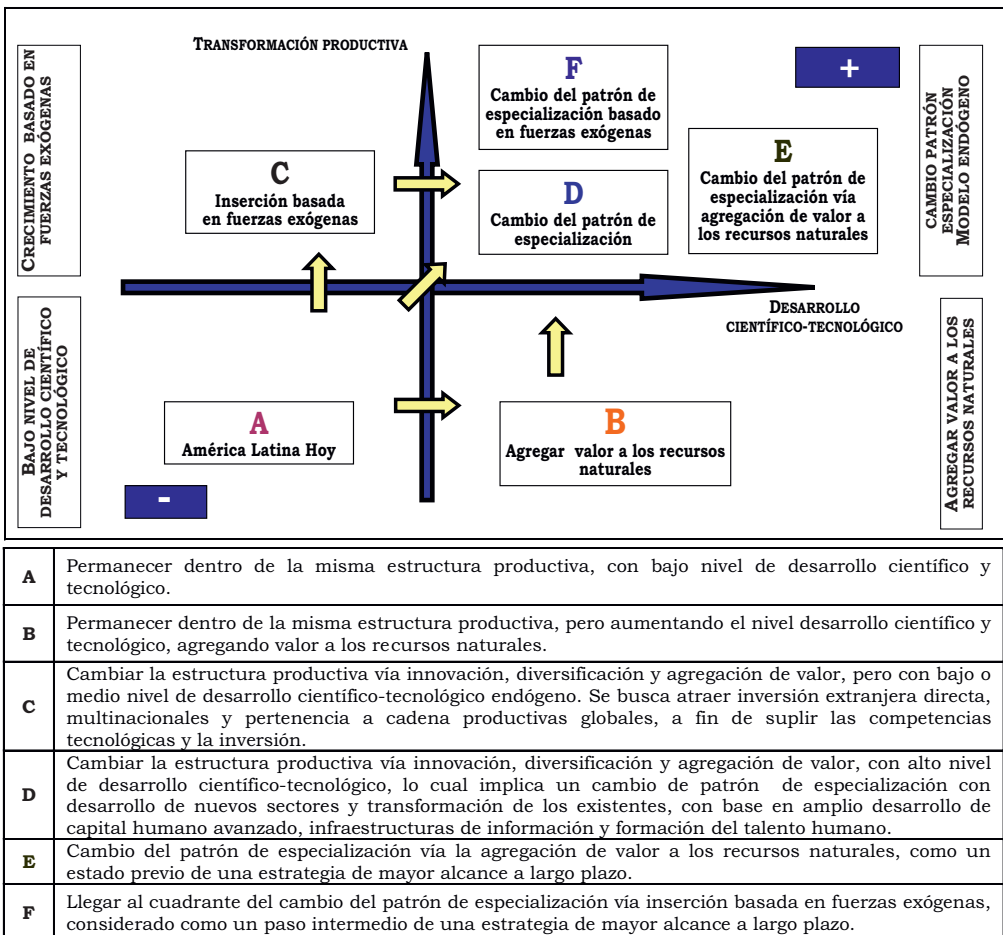 CRECIMIENTO BASADO EN
FUERZAS EXÓGENAS
TRANSFORMACIÓN PRODUCTIVA
F
Cambio del patrón de
especialización basado
en fuerzas exógenas
+
CAMBIO PATRÓN
ESPECIALIZACIÓN
MODELO ENDÓGENO
C
Inserción basada
en fuerzas exógenas
D
Cambio del patrón de
especialización
E
Cambio del patrón de
especialización vía
agregación de valor a
los recursos naturales
DESARROLLO
CIENTÍFICO-TECNOLÓGICO
BAJO NIVEL DE
DESARROLLO CIENTÍFICO
Y TECNOLÓGICO
A
América Latina Hoy
B
Agregar valor a los recursos
naturales
AGREGAR VALOR A LOS
RECURSOS NATURALES
-
A
Permanecer dentro de la misma estructura productiva, con bajo nivel de desarrollo científico y
tecnológico.
B
Permanecer dentro de la misma estructura productiva, pero aumentando el nivel desarrollo científico y
tecnológico, agregando valor a los recursos naturales.
C
Cambiar la estructura productiva vía innovación, diversificación y agregación de valor, pero con bajo o
medio nivel de desarrollo científico-tecnológico endógeno. Se busca atraer inversión extranjera directa,
multinacionales y pertenencia a cadena productivas globales, a fin de suplir las competencias
tecnológicas y la inversión.
D
Cambiar la estructura productiva vía innovación, diversificación y agregación de valor, con alto nivel
de desarrollo científico-tecnológico, lo cual implica un cambio de patrón de especialización con
desarrollo de nuevos sectores y transformación de los existentes, con base en amplio desarrollo de
capital humano avanzado, infraestructuras de información y formación del talento humano.
E
Cambio del patrón de especialización vía la agregación de valor a los recursos naturales, como un
estado previo de una estrategia de mayor alcance a largo plazo.
F
Llegar al cuadrante del cambio del patrón de especialización vía inserción basada en fuerzas exógenas,
considerado como un paso intermedio de una estrategia de mayor alcance a largo plazo.